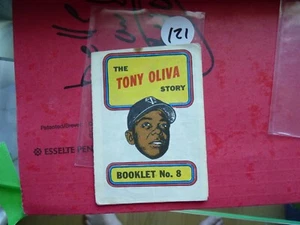 121
THE
TONY OLIVA
STORY
ESSELTE PEN
BOOKLET No. 8